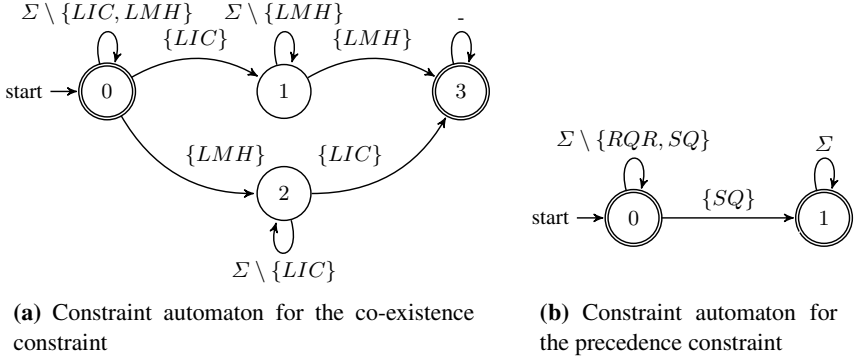 Σ \ {LIC, LMH} Σ \ {LMH} -
{LIC} {LMH}
start 0 1 3
{LMH} {LIC}
2
Σ \ {LIC}
(a) Constraint automaton for the co-existence
constraint
Σ \ {RQR, SQ} Σ
{SQ}
start 0 1
(b) Constraint automaton for
the precedence constraint